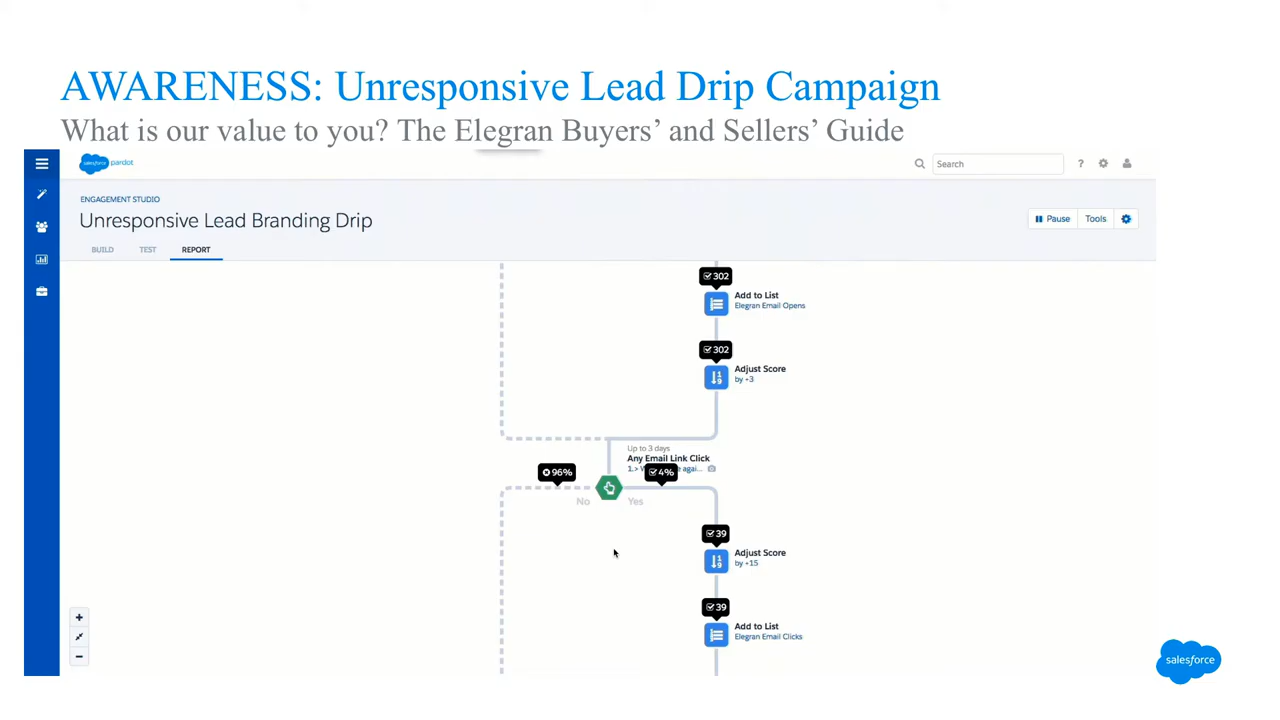 AWARENESS: Unresponsive Lead Drip Campaign
What is our value to you? The Elegran Buyers’ and Sellers’ Guide
salesforce pardot
Search
?
ENGAGEMENT STUDIO
Unresponsive Lead Branding Drip
Pause
Tools
BUILD
TEST
REPORT
302
Add to List
Elegran Email Opens
302
Adjust Score
by +3
Up to 3 days
Any Email Link Click
1.>
agai...
96%
4%
No
Yes
39
Adjust Score
by +15
39
Add to List
Elegran Email Clicks
salesforce